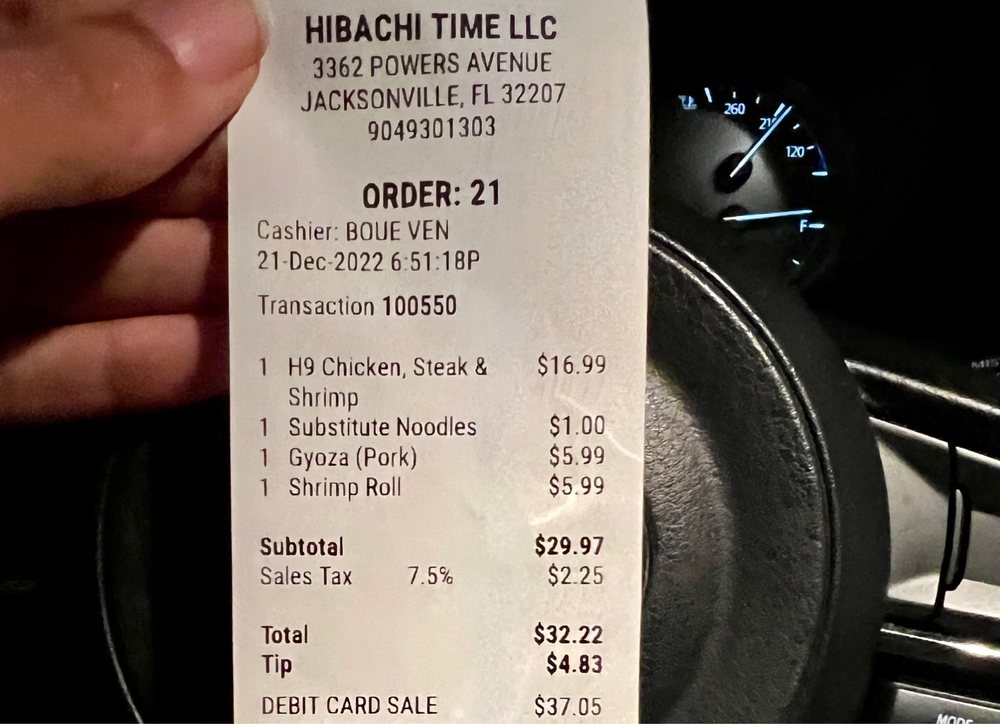 HIBACHI TIME LLC
3362 POWERS AVENUE
JACKSONVILLE, FL 32207
9049301303
ORDER: 21
Cashier: BOUE VEN
21-Dec-2022 6:51:18P
Transaction 100550
1 H9 Chicken, Steak & $16.99
Shrimp
1 Substitute Noodles $1.00
1 Gyoza (Pork) $5.99
1 Shrimp Roll $5.99
Subtotal $29.97
Sales Tax 7.5% $2.25
Total $32.22
Tip $4.83
DEBIT CARD SALE $37.05
260
120
F